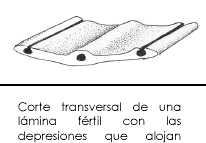 Corte transversal de una
lámina fértil con las
depresiones que alojan